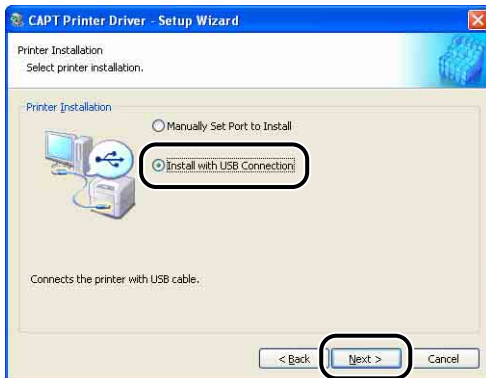 CAPT Printer Driver - Setup Wizard
Printer Installation
Select printer installation.
Printer Installation
Manually Set Port to Install
Install with USB Connection
Connects the printer with USB cable.
< Back Next > Cancel